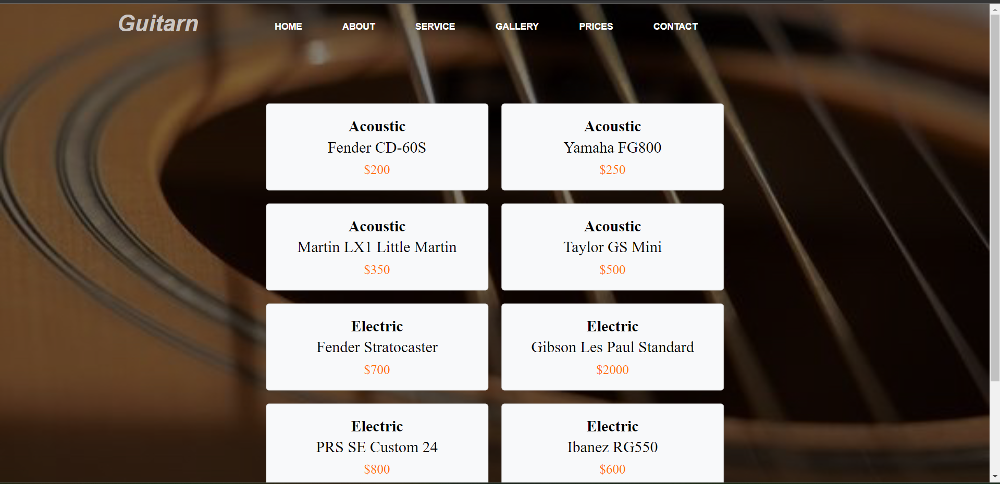 Guitarn
HOME ABOUT SERVICE GALLERY PRICES CONTACT
Acoustic
Fender CD-60S
$200
Acoustic
Yamaha FG800
$250
Acoustic
Martin LX1 Little Martin
$350
Acoustic
Taylor GS Mini
$500
Electric
Fender Stratocaster
$700
Electric
Gibson Les Paul Standard
$2000
Electric
PRS SE Custom 24
$800
Electric
Ibanez RG550
$600